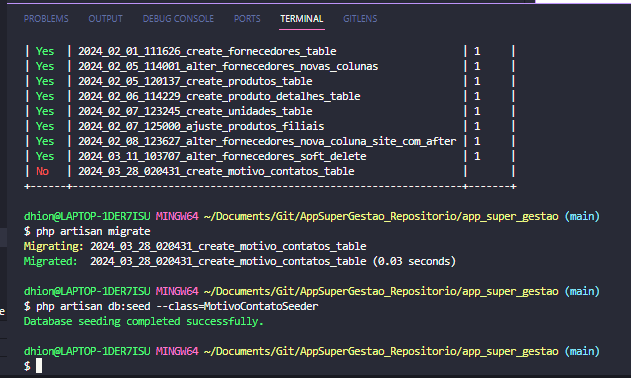 PROBLEMS OUTPUT DEBUG CONSOLE PORTS TERMINAL GITLENS
| Yes | 2024_02_01_111626_create_fornecedores_table | 1 |
| Yes | 2024_02_05_114001_alter_fornecedores_novas_colunas | 1 |
| Yes | 2024_02_05_120137_create_produtos_table | 1 |
| Yes | 2024_02_06_114229_create_produto_detalhes_table | 1 |
| Yes | 2024_02_07_123245_create_unidades_table | 1 |
| Yes | 2024_02_07_125000_ajuste_produtos_filiais | 1 |
| Yes | 2024_02_08_123627_alter_fornecedores_nova_coluna_site_com_after | 1 |
| Yes | 2024_03_11_103707_alter_fornecedores_soft_delete | 1 |
| No | 2024_03_28_020431_create_motivo_contatos_table | |
+------+-----------------------------------------------------------------+-------+
dhion@LAPTOP-1DER7ISU MINGW64 ~/Documents/Git/AppSuperGestao_Repositorio/app_super_gestao (main)
$ php artisan migrate
Migrating: 2024_03_28_020431_create_motivo_contatos_table
Migrated: 2024_03_28_020431_create_motivo_contatos_table (0.03 seconds)
dhion@LAPTOP-1DER7ISU MINGW64 ~/Documents/Git/AppSuperGestao_Repositorio/app_super_gestao (main)
$ php artisan db:seed --class=MotivoContatoSeeder
Database seeding completed successfully.
dhion@LAPTOP-1DER7ISU MINGW64 ~/Documents/Git/AppSuperGestao_Repositorio/app_super_gestao (main)
$